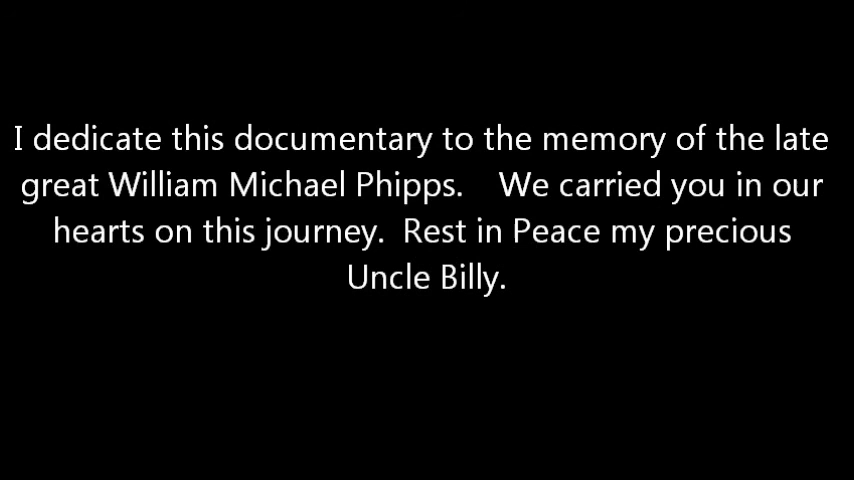 I dedicate this documentary to the memory of the late
great William Michael Phipps.    We carried you in our
hearts on this journey.  Rest in Peace my precious
Uncle Billy.